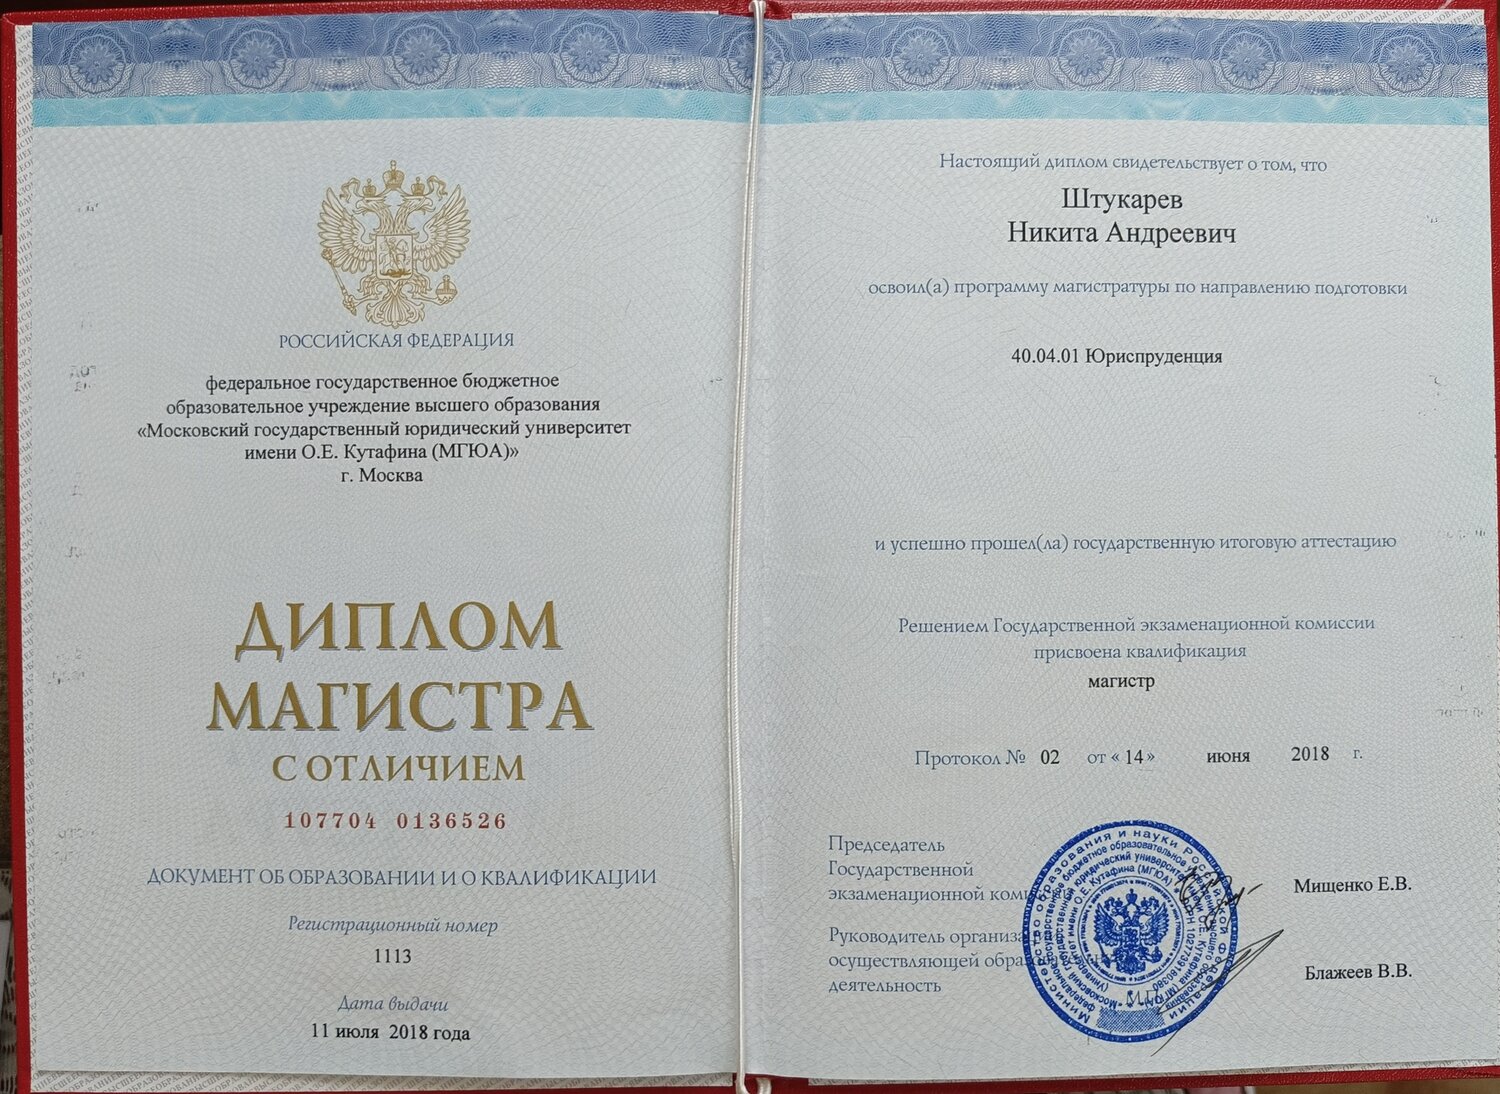 РОССИЙСКАЯ ФЕДЕРАЦИЯ
федеральное государственное бюджетное
образовательное учреждение высшего образования
«Московский государственный юридический университет
имени О.Е. Кутафина (МГЮА)»
г. Москва
ДИПЛОМ
МАГИСТРА
С ОТЛИЧИЕМ
107704 0136526
ДОКУМЕНТ ОБ ОБРАЗОВАНИИ И О КВАЛИФИКАЦИИ
Регистрационный номер
1113
Дата выдачи
11 июля 2018 года
Настоящий диплом свидетельствует о том, что
Штукарев
Никита Андреевич
освоил(а) программу магистратуры по направлению подготовки
40.04.01 Юриспруденция
и успешно прошел(ла) государственную итоговую аттестацию
Решением Государственной экзаменационной комиссии
присвоена квалификация
магистр
Протокол № 02 от «14» июня 2018 г.
Председатель
Государственной
экзаменационной
Мищенко Е.В.
Руководитель
осуществляющей
деятельность
Блажеев В.В.
М.П.